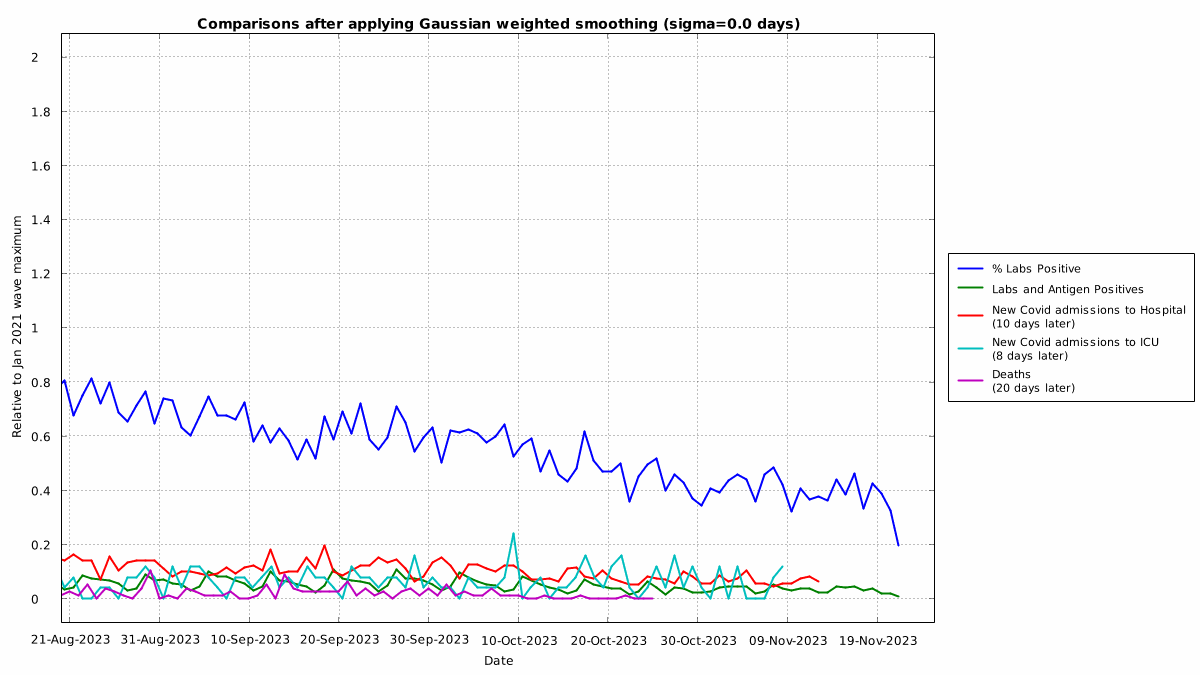 Comparisons after applying Gaussian weighted smoothing (sigma=0.0 days)
Relative to Jan 2021 wave maximum
2
1.8
1.6
1.4
1.2
1
0.8
0.6
0.4
0.2
0
21-Aug-2023 31-Aug-2023 10-Sep-2023 20-Sep-2023 30-Sep-2023 10-Oct-2023 20-Oct-2023 30-Oct-2023 09-Nov-2023 19-Nov-2023
Date
% Labs Positive
Labs and Antigen Positives
New Covid admissions to Hospital
(10 days later)
New Covid admissions to ICU
(8 days later)
Deaths
(20 days later)